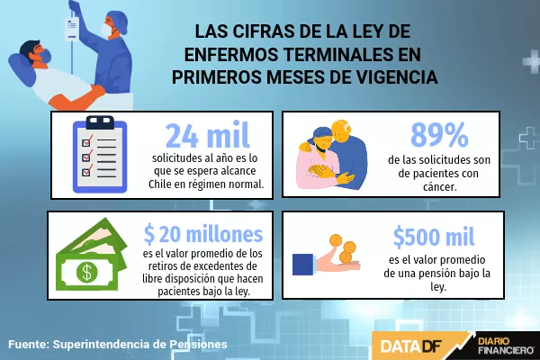 LAS CIFRAS DE LA LEY DE
ENFERMOS TERMINALES EN
PRIMEROS MESES DE VIGENCIA
24 mil
solicitudes al año es lo
que se espera alcance
Chile en régimen normal.
89%
de las solicitudes son
de pacientes con
cáncer.
$ 20 millones
es el valor promedio de los
retiros de excedentes de
libre disposición que hacen
pacientes bajo la ley.
$
$500 mil
es el valor promedio
de una pensión bajo la
ley.
Fuente: Superintendencia de Pensiones
DATA DF
DIARIO
FINANCIERO